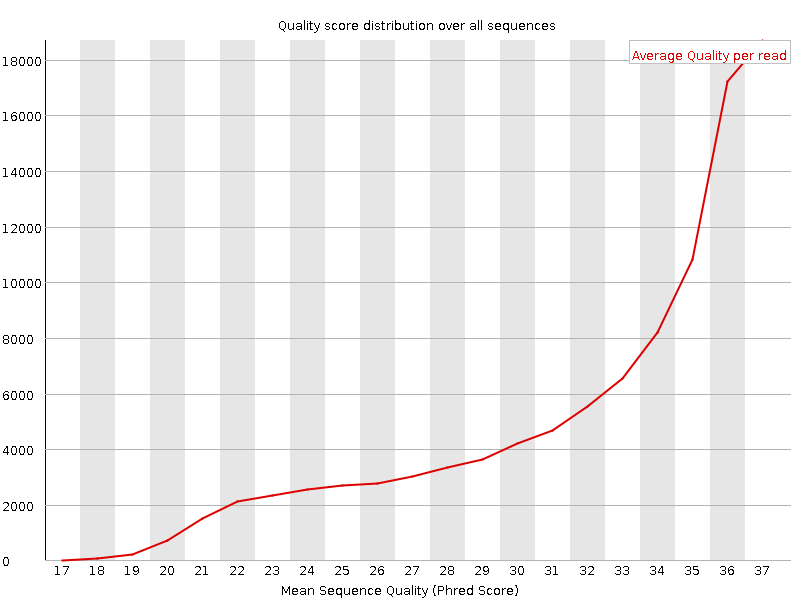 Quality score distribution over all sequences
Average Quality per read
18000
16000
14000
12000
10000
8000
6000
4000
2000
0
17 18 19 20 21 22 23 24 25 26 27 28 29 30 31 32 33 34 35 36 37
Mean Sequence Quality (Phred Score)